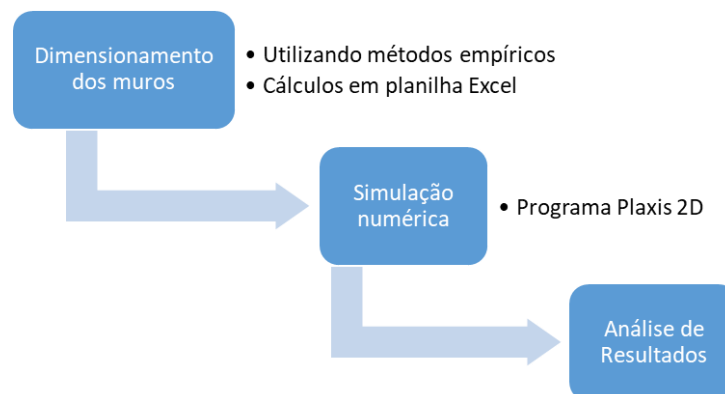 Dimensionamento
dos muros
• Utilizando métodos empíricos
• Cálculos em planilha Excel
Simulação
numérica
• Programa Plaxis 2D
Análise de
Resultados